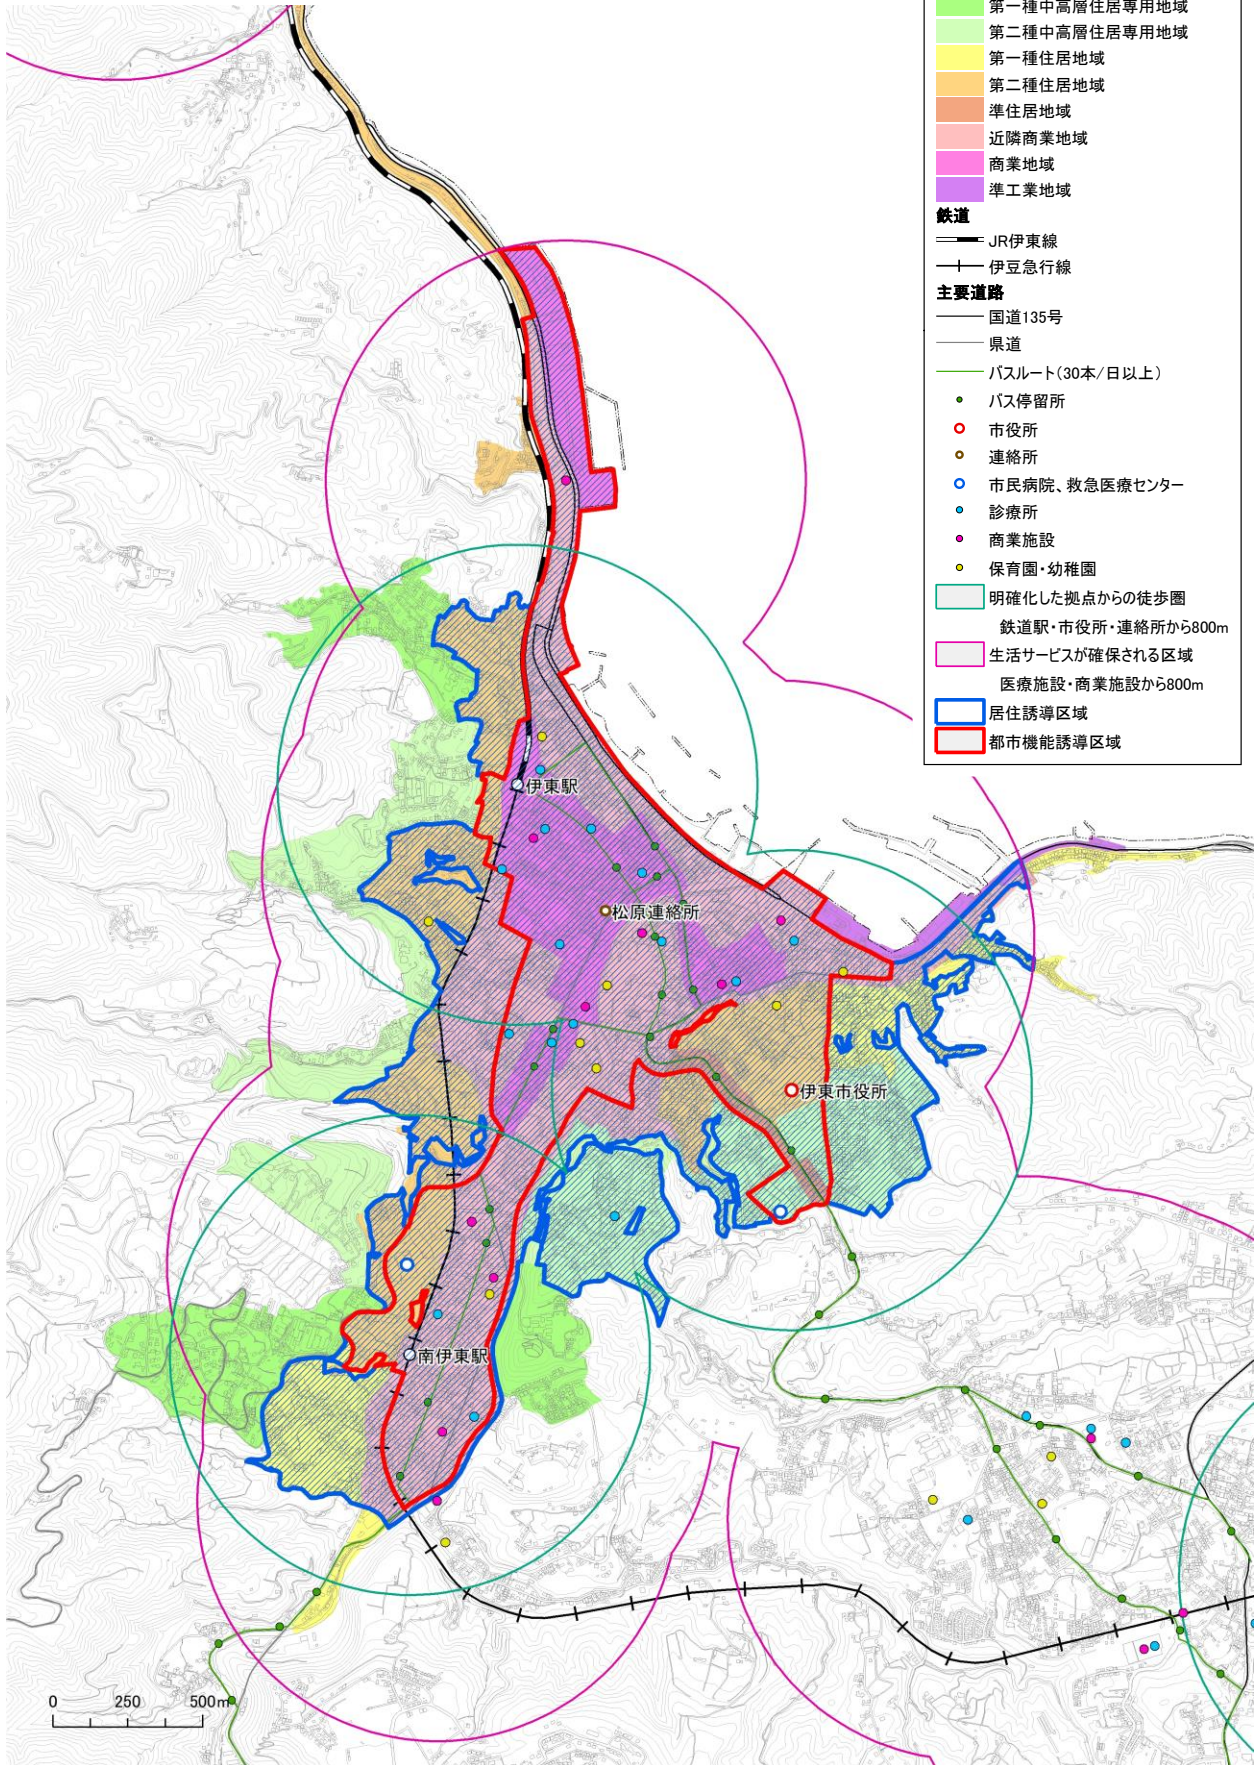 第一種中高層住居専用地域
第二種中高層住居専用地域
第一種住居地域
第二種住居地域
準住居地域
近隣商業地域
商業地域
準工業地域
鉄道
JR伊東線
伊豆急行線
主要道路
国道135号
県道
バスルート(30本/日以上)
バス停留所
市役所
連絡所
市民病院、救急医療センター
診療所
商業施設
保育園・幼稚園
明確化した拠点からの徒歩圏
鉄道駅・市役所・連絡所から800m
生活サービスが確保される区域
医療施設・商業施設から800m
居住誘導区域
都市機能誘導区域
伊東駅
松原連絡所
伊東市役所
南伊東駅
0 250 500m